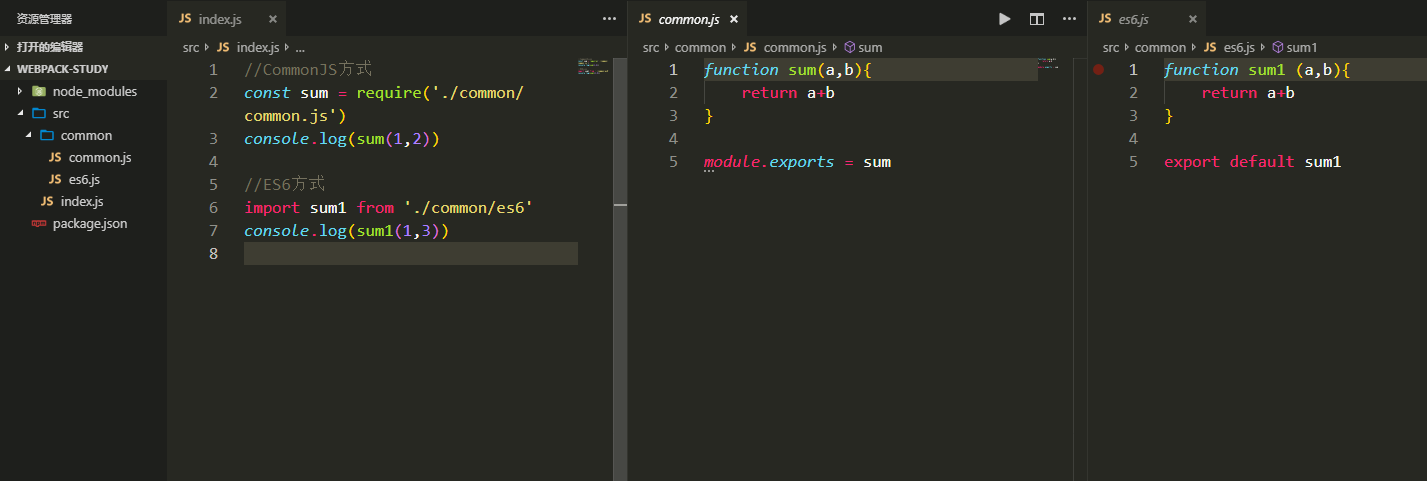 资源管理器
打开的编辑器
WEBPACK-STUDY
node_modules
src
common
JS common.js
JS es6.js
JS index.js
package.json
JS index.js ×
src JS index.js ...
1 //CommonJS方式
2 const sum = require('./common/
common.js')
3 console.log(sum(1,2))
4
5 //ES6方式
6 import sum1 from './common/es6'
7 console.log(sum1(1,3))
8
JS common.js ×
src common JS common.js sum
1 function sum(a,b){
2 return a+b
3 }
4
5 module.exports = sum
JS es6.js ×
src common JS es6.js sum1
1 function sum1 (a,b){
2 return a+b
3 }
4
5 export default sum1